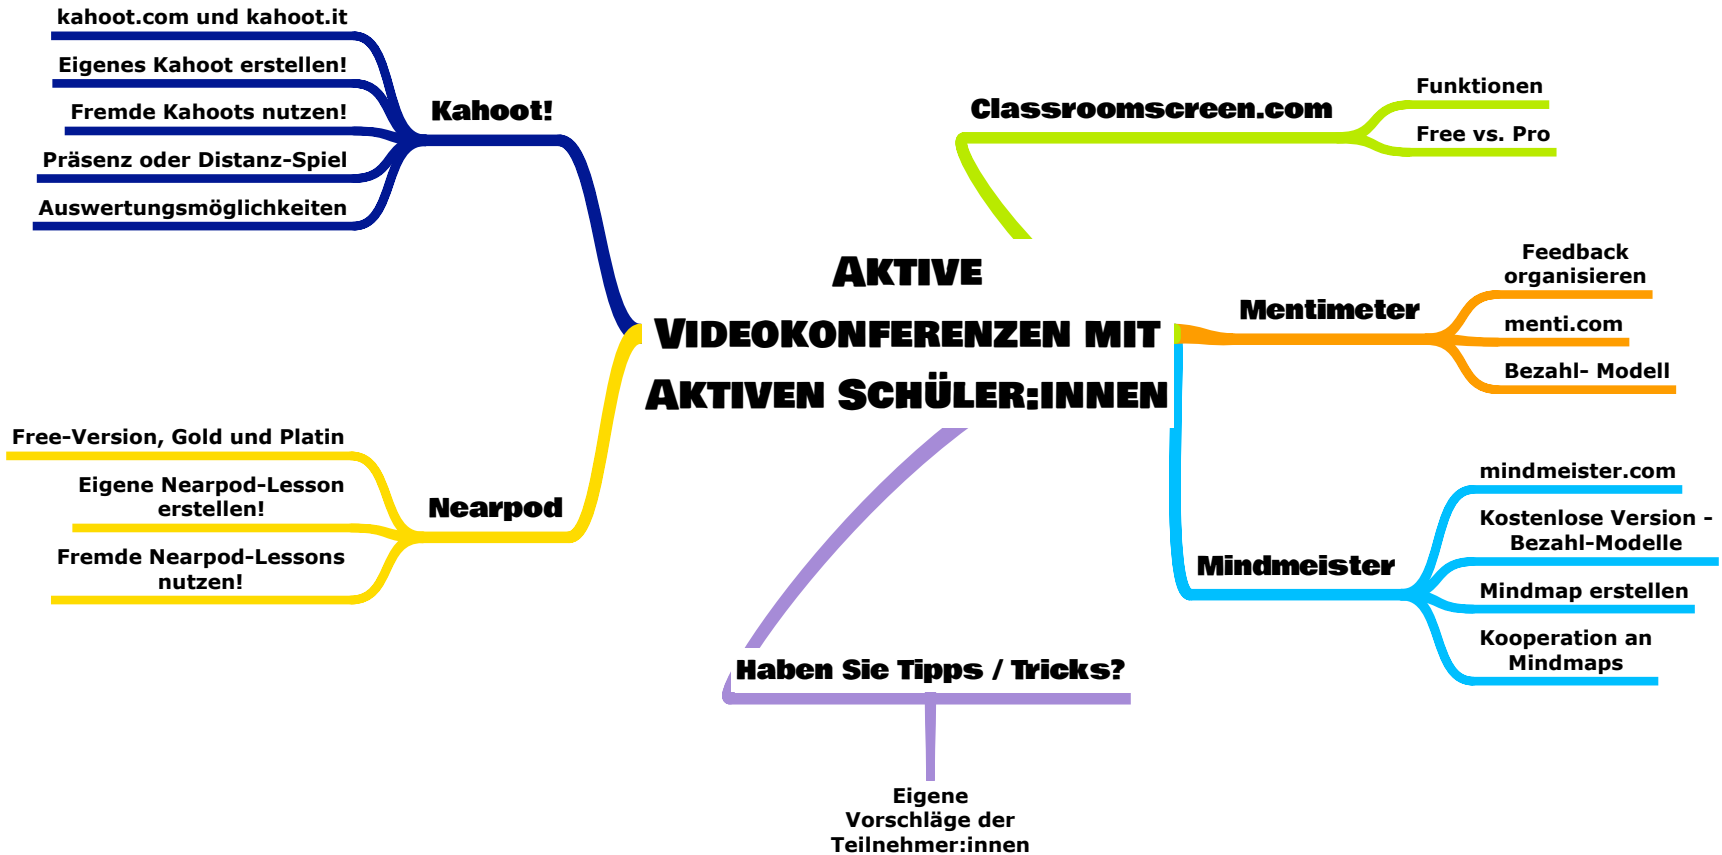 Aktive
Videokonferenzen mit
Aktiven Schüler:innen
Kahoot!
kahoot.com und kahoot.it
Eigenes Kahoot erstellen!
Fremde Kahoots nutzen!
Präsenz oder Distanz-Spiel
Auswertungsmöglichkeiten
Nearpod
Free-Version, Gold und Platin
Eigene Nearpod-Lesson
erstellen!
Fremde Nearpod-Lessons
nutzen!
Classroomscreen.com
Funktionen
Free vs. Pro
Mentimeter
Feedback
organisieren
menti.com
Bezahl- Modell
Mindmeister
mindmeister.com
Kostenlose Version -
Bezahl-Modelle
Mindmap erstellen
Kooperation an
Mindmaps
Haben Sie Tipps / Tricks?
Eigene
Vorschläge der
Teilnehmer:innen